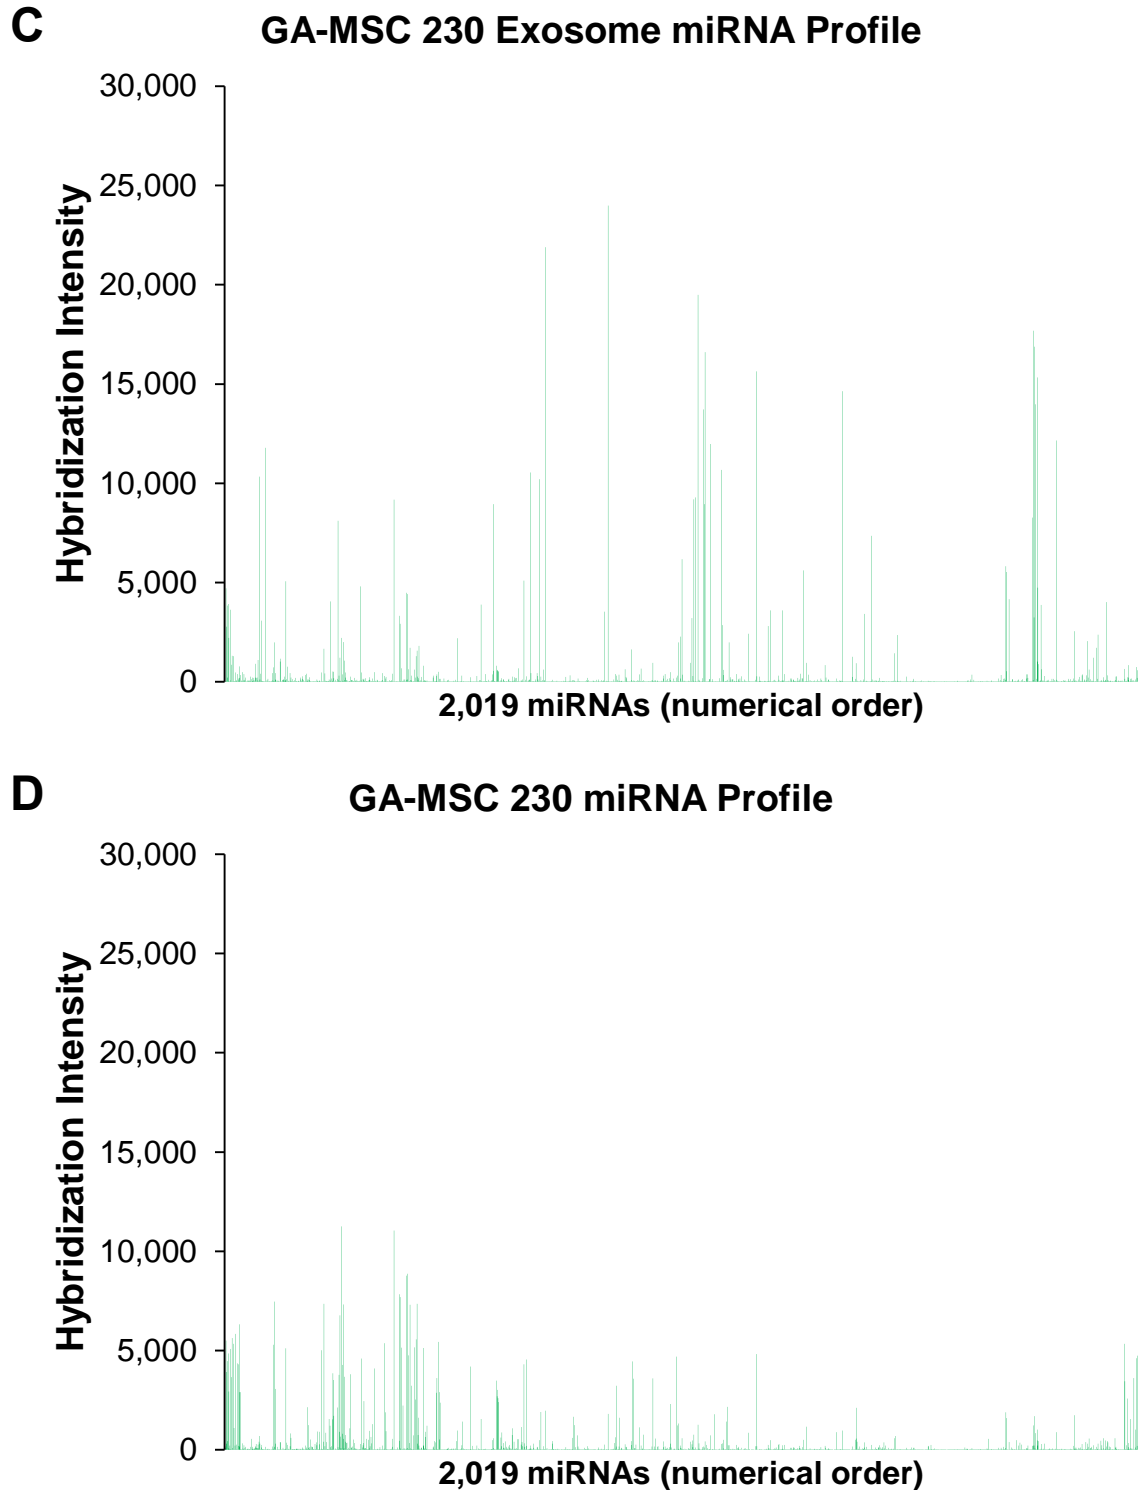 C
GA-MSC 230 Exosome miRNA Profile
Hybridization Intensity
30,000
25,000
20,000
15,000
10,000
5,000
0
2,019 miRNAs (numerical order)
D
GA-MSC 230 miRNA Profile
Hybridization Intensity
30,000
25,000
20,000
15,000
10,000
5,000
0
2,019 miRNAs (numerical order)